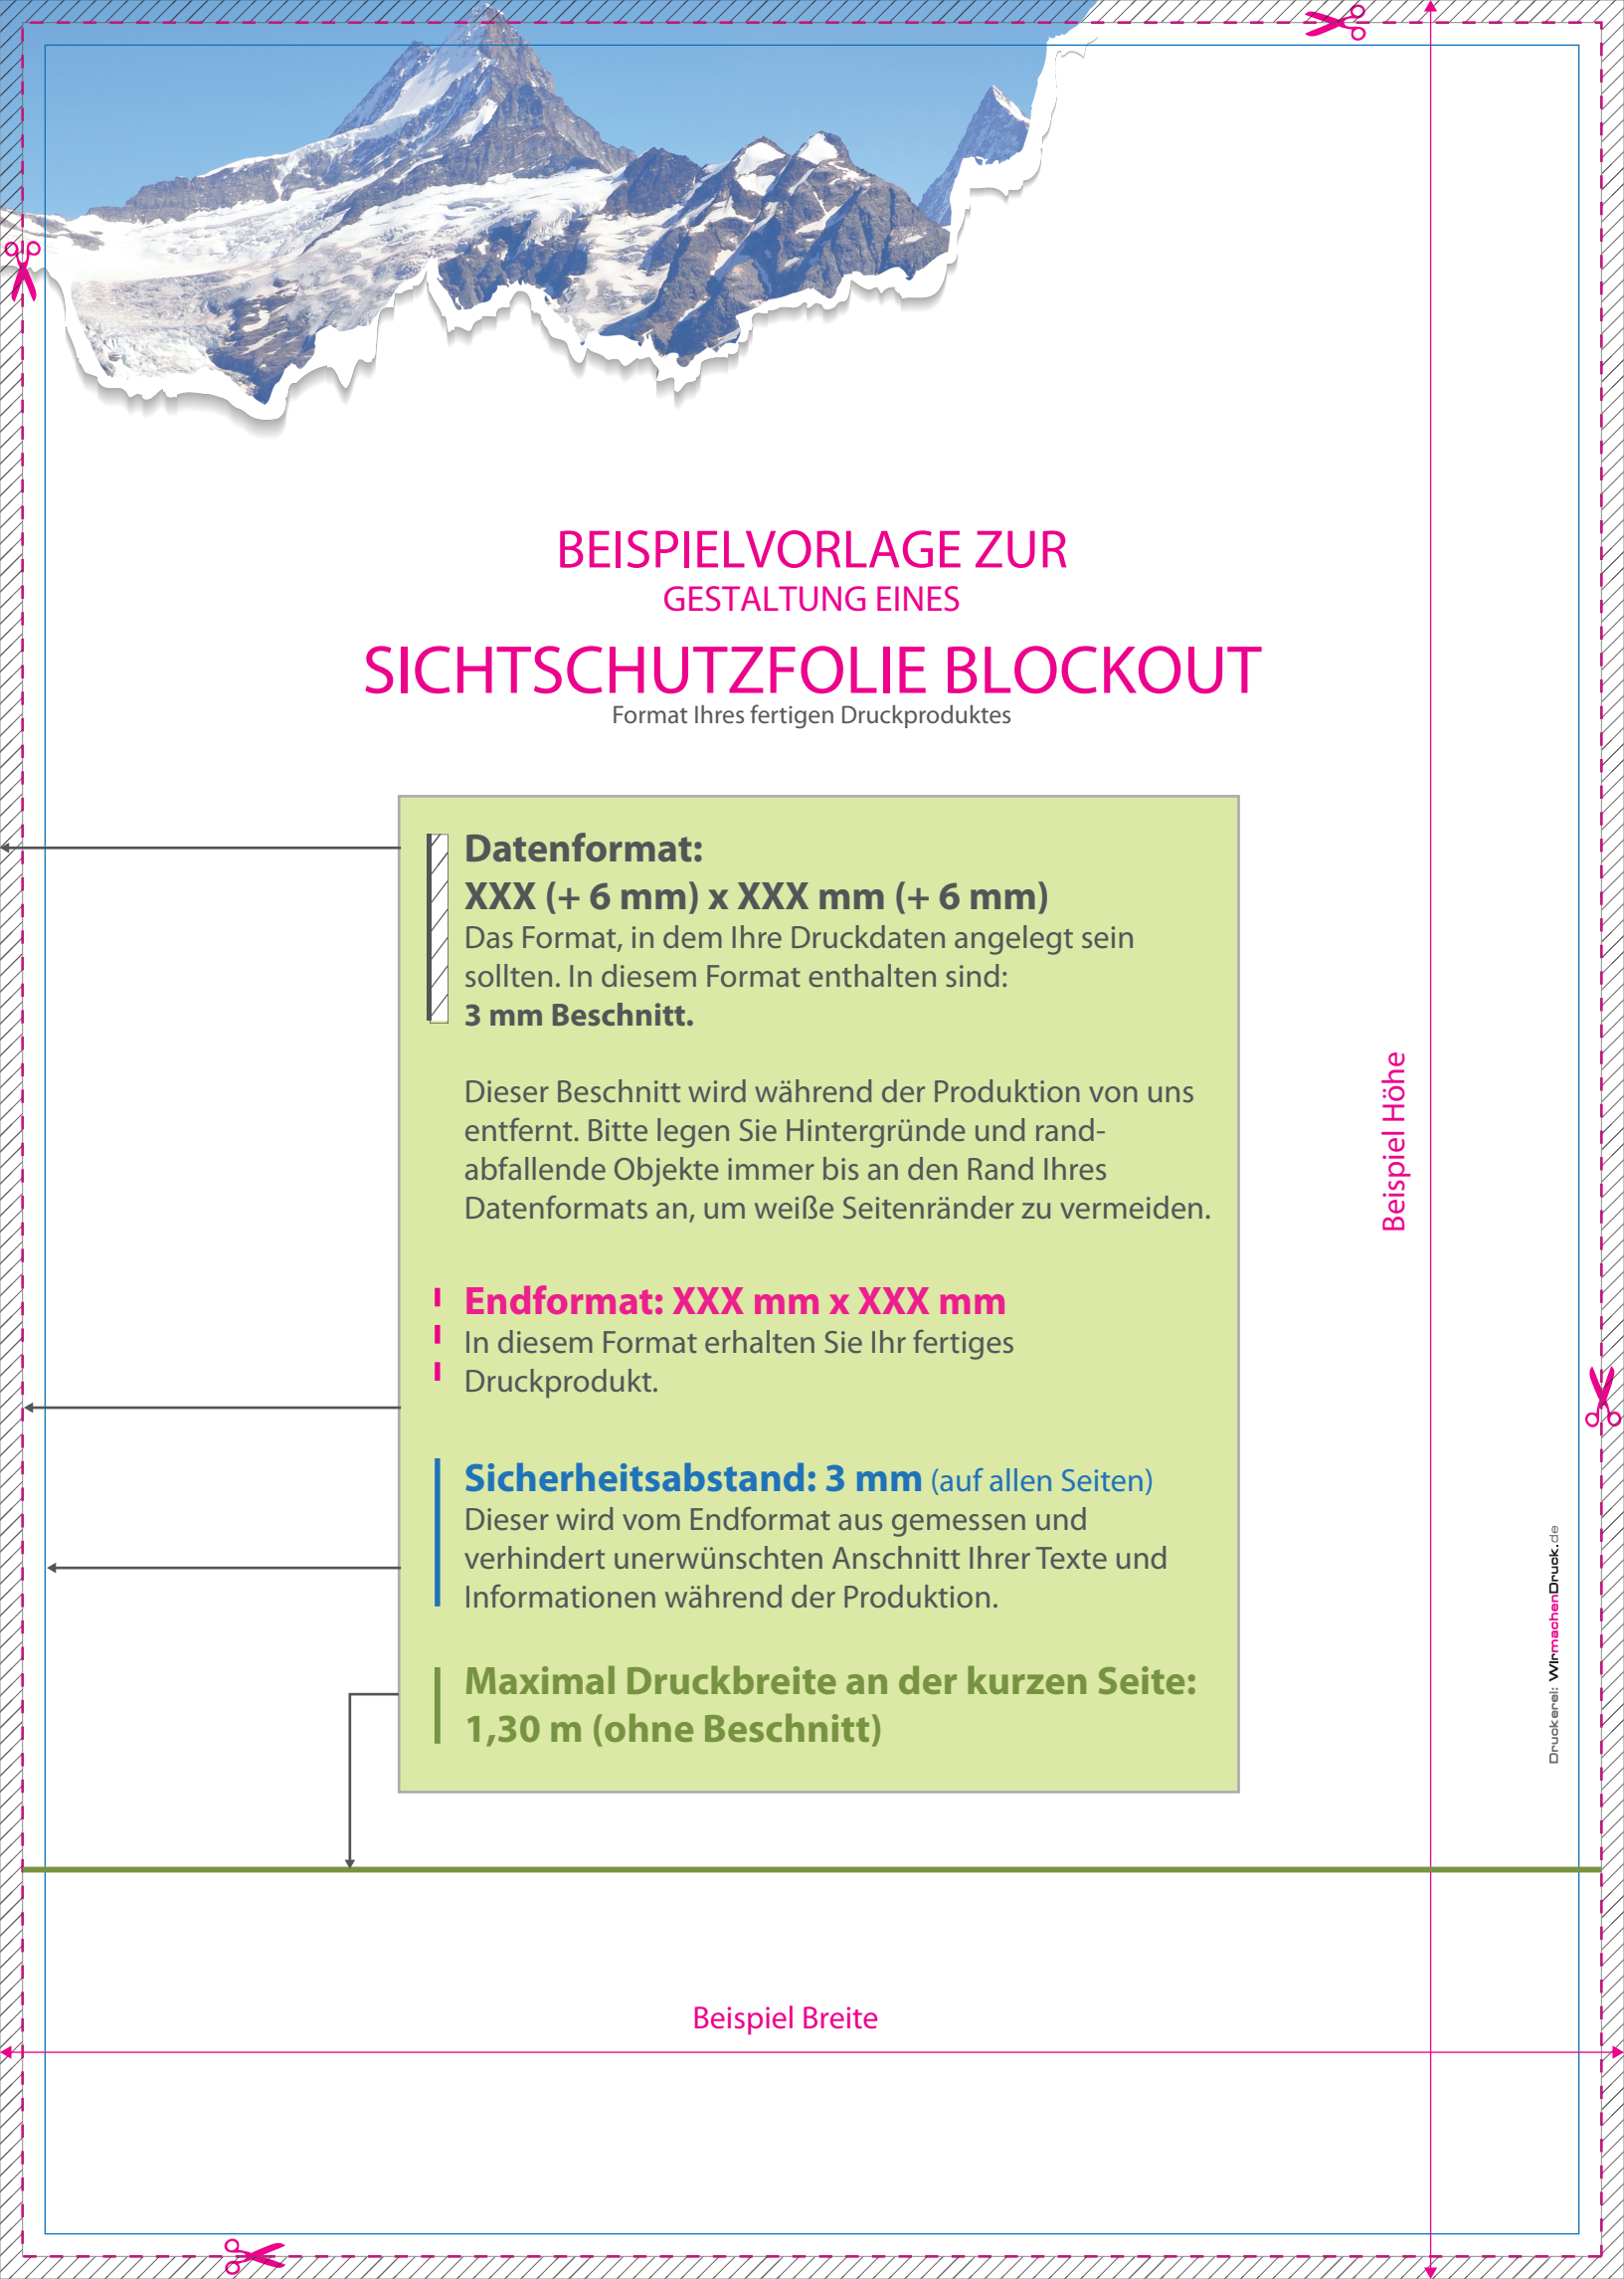 BEISPIELVORLAGE ZUR
GESTALTUNG EINES
SICHTSCHUTZFOLIE BLOCKOUT
Format Ihres fertigen Druckproduktes
Datenformat:
XXX (+ 6 mm) x XXX mm (+ 6 mm)
Das Format, in dem Ihre Druckdaten angelegt sein
sollten. In diesem Format enthalten sind:
3 mm Beschnitt.
Dieser Beschnitt wird während der Produktion von uns
entfernt. Bitte legen Sie Hintergründe und rand-
abfallende Objekte immer bis an den Rand Ihres
Datenformats an, um weiße Seitenränder zu vermeiden.
Endformat: XXX mm x XXX mm
In diesem Format erhalten Sie Ihr fertiges
Druckprodukt.
Sicherheitsabstand: 3 mm (auf allen Seiten)
Dieser wird vom Endformat aus gemessen und
verhindert unerwünschten Anschnitt Ihrer Texte und
Informationen während der Produktion.
Maximal Druckbreite an der kurzen Seite:
1,30 m (ohne Beschnitt)
Beispiel Höhe
Druckerei: WIrmachenDruck.de
Beispiel Breite